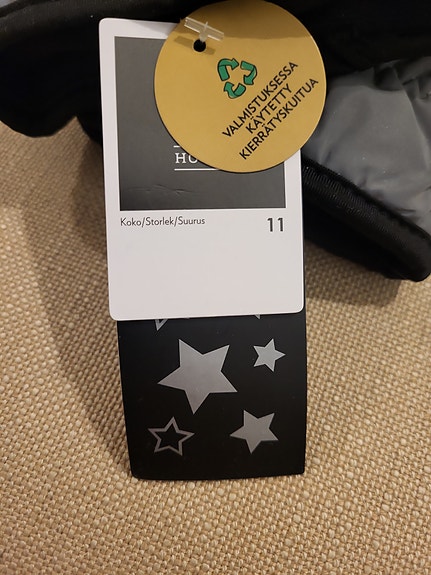 VALMISTUKSESSA
KÄYTETTY
KIERRÄTYSKUITUA
Koko/Storlek/Suurus 11